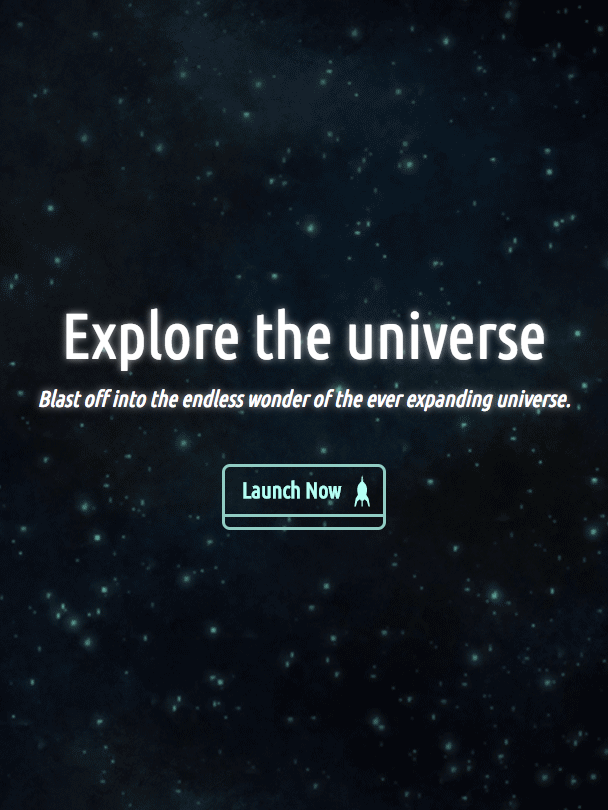 Explore the universe
Blast off into the endless wonder of the ever expanding universe.
Launch Now